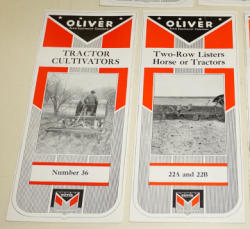 OLIVER
TRACTOR
CULTIVATORS
Number 36
OLIVER
Two-Row Listers
Horse or Tractors
22A and 22B